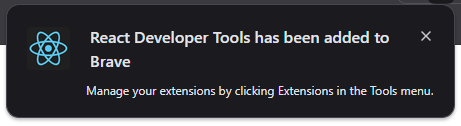 React Developer Tools has been added to
Brave
Manage your extensions by clicking Extensions in the Tools menu.